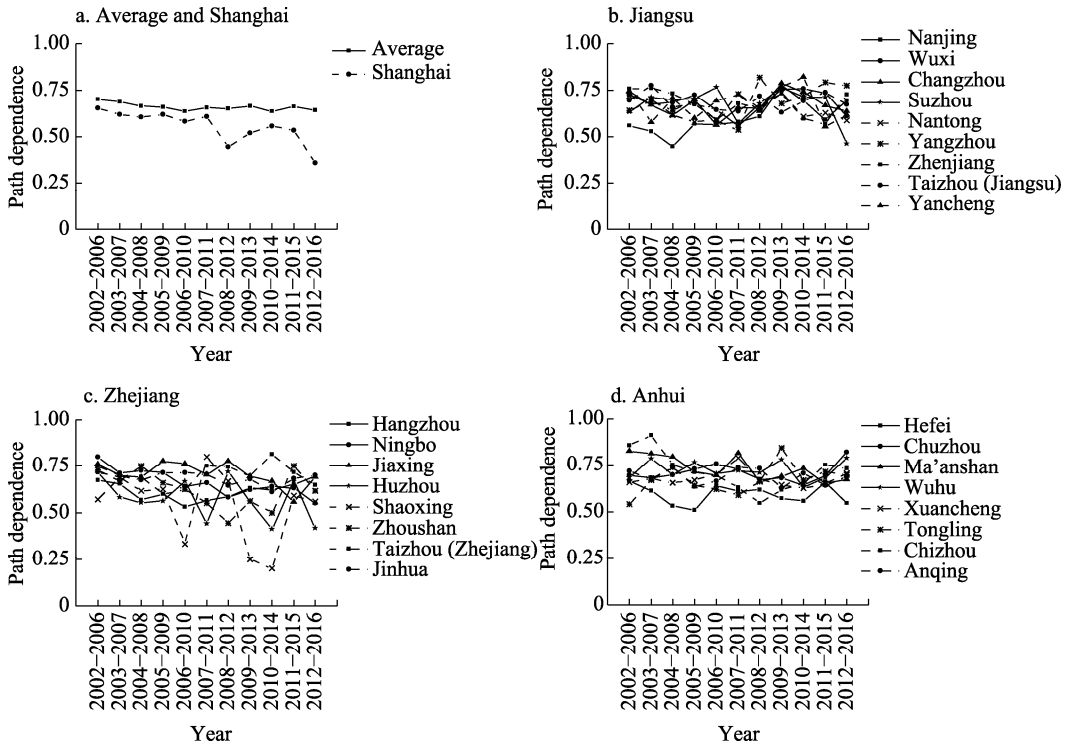 a. Average and Shanghai
1.00
0.75
0.50
0.25
0
Path dependence
2002−2006
2003−2007
2004−2008
2005−2009
2006−2010
2007−2011
2008−2012
2009−2013
2010−2014
2011−2015
2012−2016
Year
Average
Shanghai
b. Jiangsu
1.00
0.75
0.50
0.25
0
Path dependence
2002−2006
2003−2007
2004−2008
2005−2009
2006−2010
2007−2011
2008−2012
2009−2013
2010−2014
2011−2015
2012−2016
Year
Nanjing
Wuxi
Changzhou
Suzhou
Nantong
Yangzhou
Zhenjiang
Taizhou (Jiangsu)
Yancheng
c. Zhejiang
1.00
0.75
0.50
0.25
0
Path dependence
2002−2006
2003−2007
2004−2008
2005−2009
2006−2010
2007−2011
2008−2012
2009−2013
2010−2014
2011−2015
2012−2016
Year
Hangzhou
Ningbo
Jiaxing
Huzhou
Shaoxing
Zhoushan
Taizhou (Zhejiang)
Jinhua
d. Anhui
1.00
0.75
0.50
0.25
0
Path dependence
2002−2006
2003−2007
2004−2008
2005−2009
2006−2010
2007−2011
2008−2012
2009−2013
2010−2014
2011−2015
2012−2016
Year
Hefei
Chuzhou
Ma’anshan
Wuhu
Xuancheng
Tongling
Chizhou
Anqing